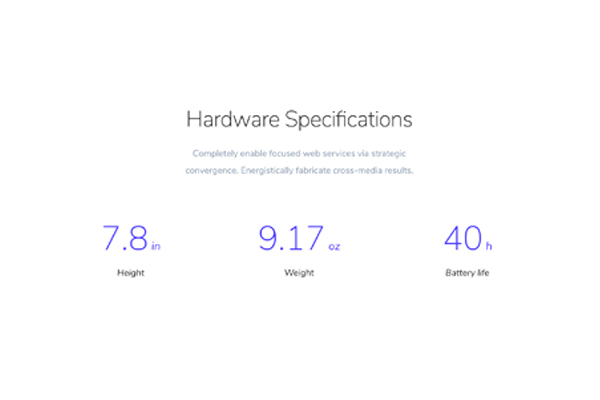 Hardware Specifications
Completely enable focused web services via strategic
convergence. Energistically fabricate cross-media results.
7.8 in
9.17 oz
40 h
Height
Weight
Battery life